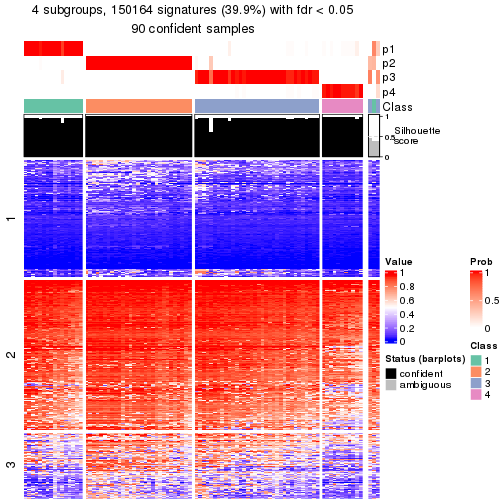 4 subgroups, 150164 signatures (39.9%) with fdr < 0.05
90 confident samples
p1
p2
p3
p4
Class
1
0.5
0
Silhouette
score
1
2
3
Value
1
0.8
0.6
0.4
0.2
0
Prob
1
0.5
0
Status (barplots)
confident
ambiguous
Class
1
2
3
4